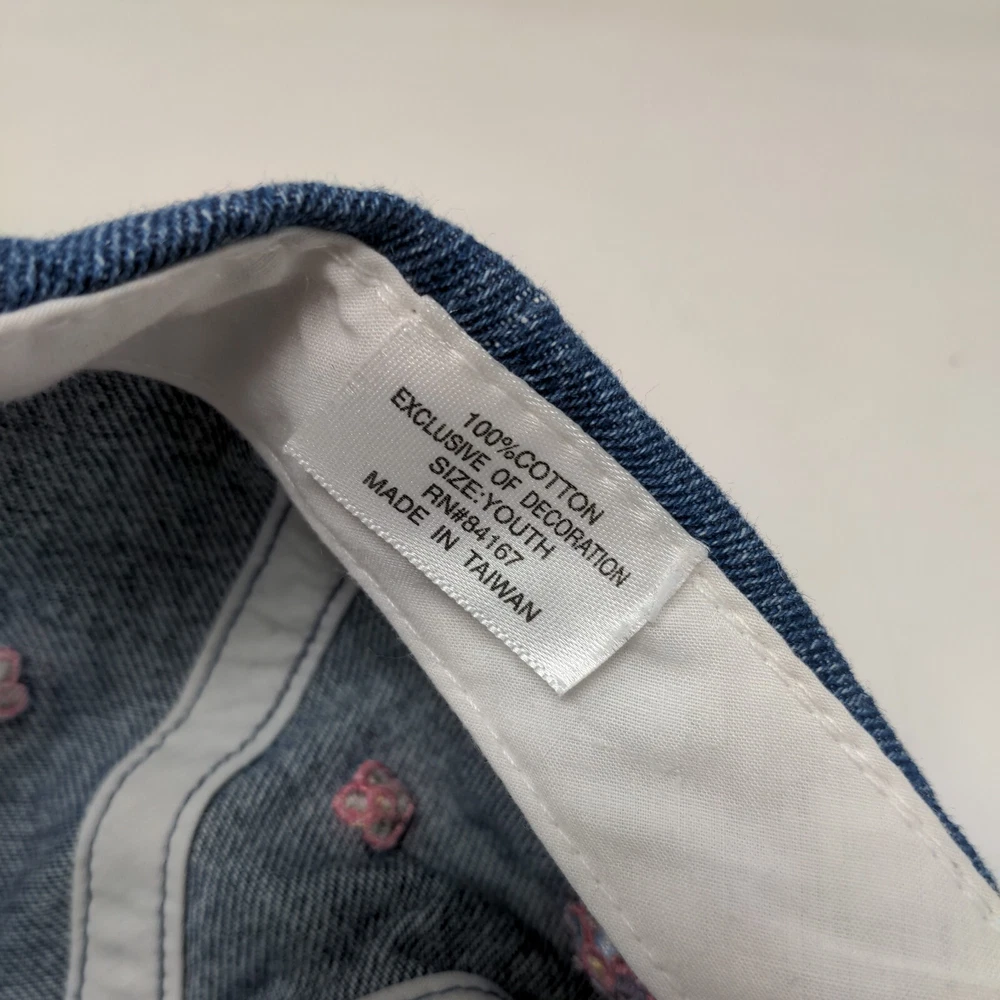 100%COTTON
EXCLUSIVE OF DECORATION
SIZE:YOUTH
RN#84167
MADE IN TAIWAN